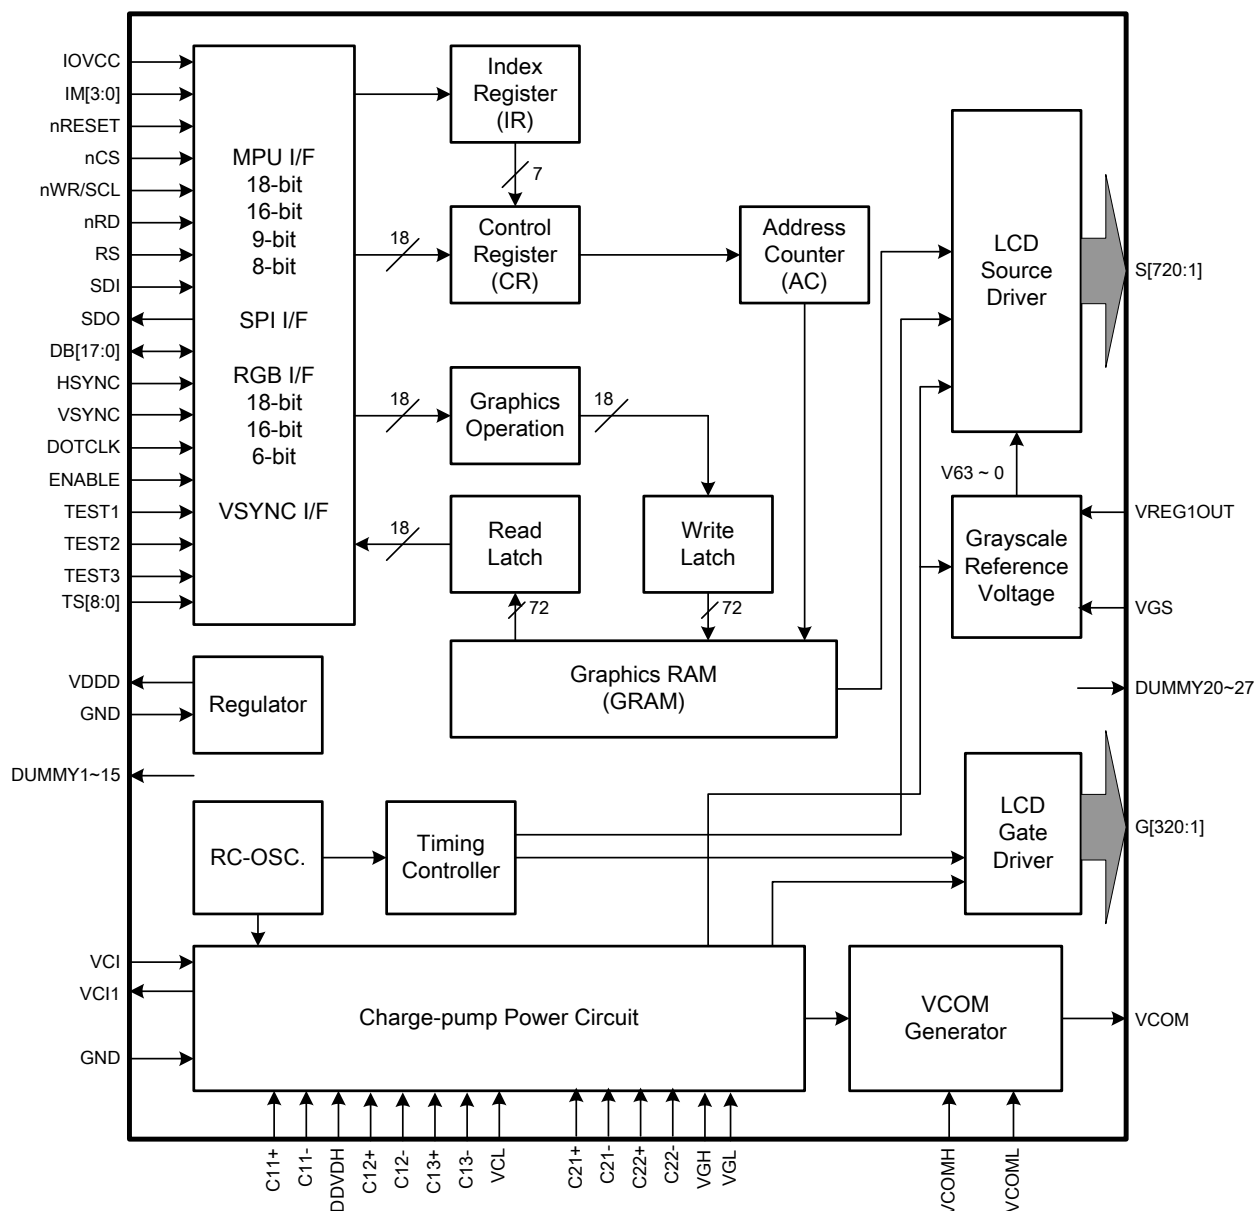 IOVCC
IM[3:0]
nRESET
nCS
nWR/SCL
nRD
RS
SDI
SDO
DB[17:0]
HSYNC
VSYNC
DOTCLK
ENABLE
TEST1
TEST2
TEST3
TS[8:0]
VDDD
GND
DUMMY1~15
VCI
VCI1
GND
MPU I/F
18-bit
16-bit
9-bit
8-bit
SPI I/F
RGB I/F
18-bit
16-bit
6-bit
VSYNC I/F
Index
Register
(IR)
7
18
Control
Register
(CR)
Address
Counter
(AC)
18
Graphics
Operation
18
18
Read
Latch
Write
Latch
72
72
Graphics RAM
(GRAM)
LCD
Source
Driver
S[720:1]
V63 ~ 0
Grayscale
Reference
Voltage
VREG1OUT
VGS
DUMMY20~27
Regulator
RC-OSC.
Timing
Controller
LCD
Gate
Driver
G[320:1]
Charge-pump Power Circuit
VCOM
Generator
VCOM
C11+
C11-
DDVDH
C12+
C12-
C13+
C13-
VCL
C21+
C21-
C22+
C22-
VGH
VGL
VCOMH
VCOML